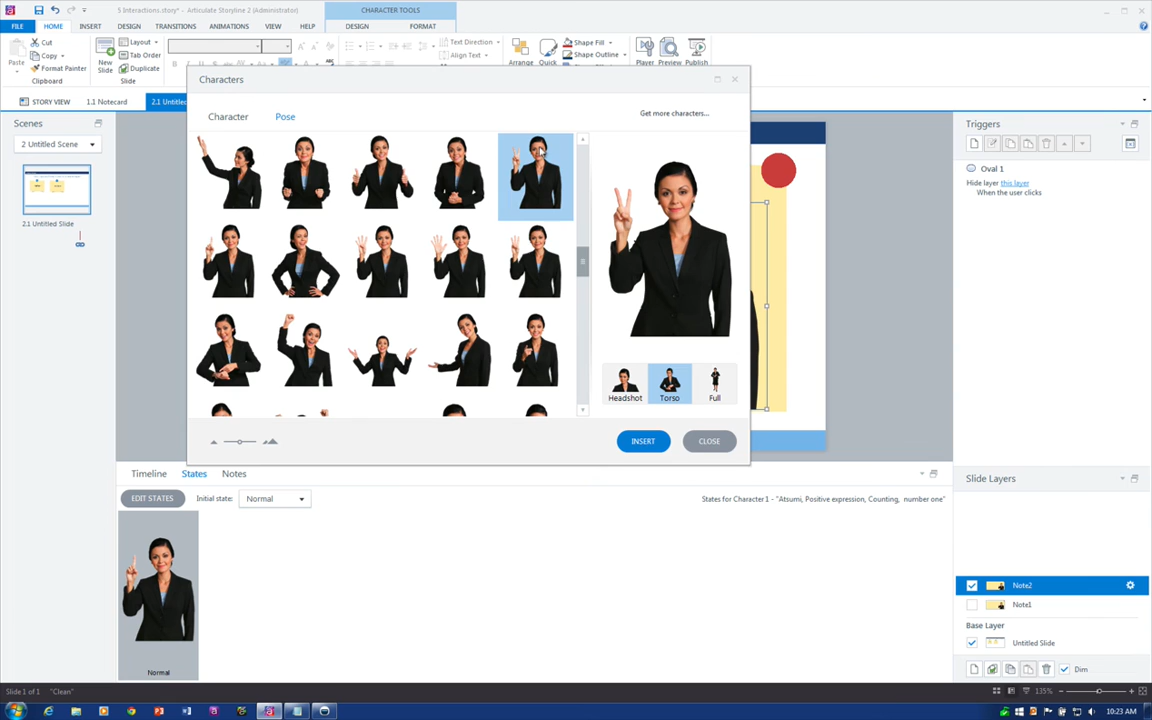 5 Interactions.story* - Articulate Storyline 2 (Administrator)
CHARACTER TOOLS
FILE HOME INSERT DESIGN TRANSITIONS ANIMATIONS VIEW HELP DESIGN FORMAT
Cut Layout Text Direction Shape Fill
Copy Tab Order Align Text Shape Outline
Paste Format Painter New Slide Duplicate Arrange Quick Player Preview Publish
Clipboard Slide
STORY VIEW 1.1 Notecard 2.1 Untitled
Characters
Character Pose Get more characters...
Headshot Torso Full
INSERT CLOSE
Scenes
2 Untitled Scene
2.1 Untitled Slide
Triggers
Oval 1
Hide layer this layer
When the user clicks
Timeline States Notes
EDIT STATES Initial state: Normal States for Character 1 - "Atsumi, Positive expression, Counting, number one"
Normal
Slide Layers
Note2
Note1
Base Layer
Untitled Slide
Dim
Slide 1 of 1 "Clean" 135%
10:23 AM